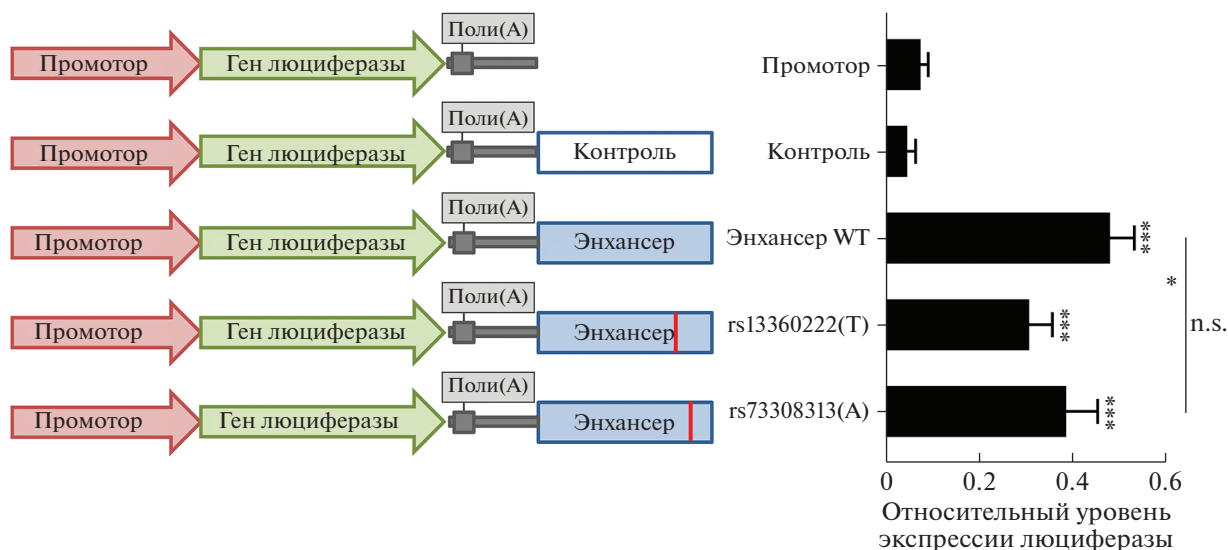 Поли(А)
Промотор
Ген люциферазы
Поли(А)
Промотор
Ген люциферазы
Контроль
Поли(А)
Промотор
Ген люциферазы
Энхансер
Поли(А)
Промотор
Ген люциферазы
Энхансер
Поли(А)
Промотор
Ген люциферазы
Энхансер
Промотор
Контроль
Энхансер WT
***
rs13360222(T)
***
rs73308313(A)
***
*
n.s.
0
0.2
0.4
0.6
Относительный уровень
экспрессии люциферазы